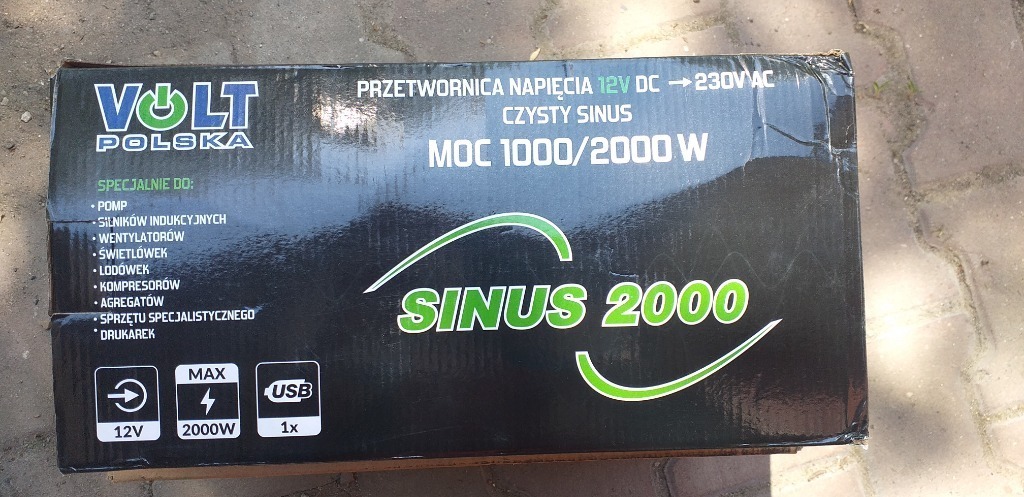 VOLT
POLSKA
PRZETWORNICA NAPIĘCIA 12V DC → 230V AC
CZYSTY SINUS
MOC 1000/2000 W
SPECJALNIE DO:
• POMP
• SILNIKÓW INDUKCYJNYCH
• WENTYLATORÓW
• ŚWIETLÓWEK
• LODÓWEK
• KOMPRESORÓW
• AGREGATÓW
• SPRZĘTU SPECJALISTYCZNEGO
• DRUKAREK
SINUS 2000
12V
MAX
2000W
USB
1x